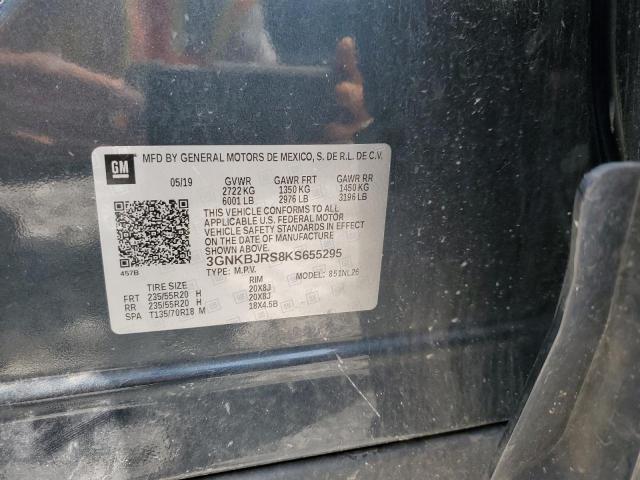 GM
MFD BY GENERAL MOTORS DE MEXICO, S. DE R.L. DE C.V.
05/19 GVWR GAWR FRT GAWR RR
2722 KG 1350 KG 1450 KG
6001 LB 2976 LB 3196 LB
THIS VEHICLE CONFORMS TO ALL
APPLICABLE U.S. FEDERAL MOTOR
VEHICLE SAFETY STANDARDS IN
EFFECT ON THE DATE OF MANUFACTURE
SHOWN ABOVE.
3GNKBJRS8KS655295
457B TYPE: M.P.V. MODEL: 851NL26
TIRE SIZE RIM
FRT 235/55R20 H 20X8J
RR 235/55R20 H 20X8J
SPA T135/70R18 M 18X4.5B